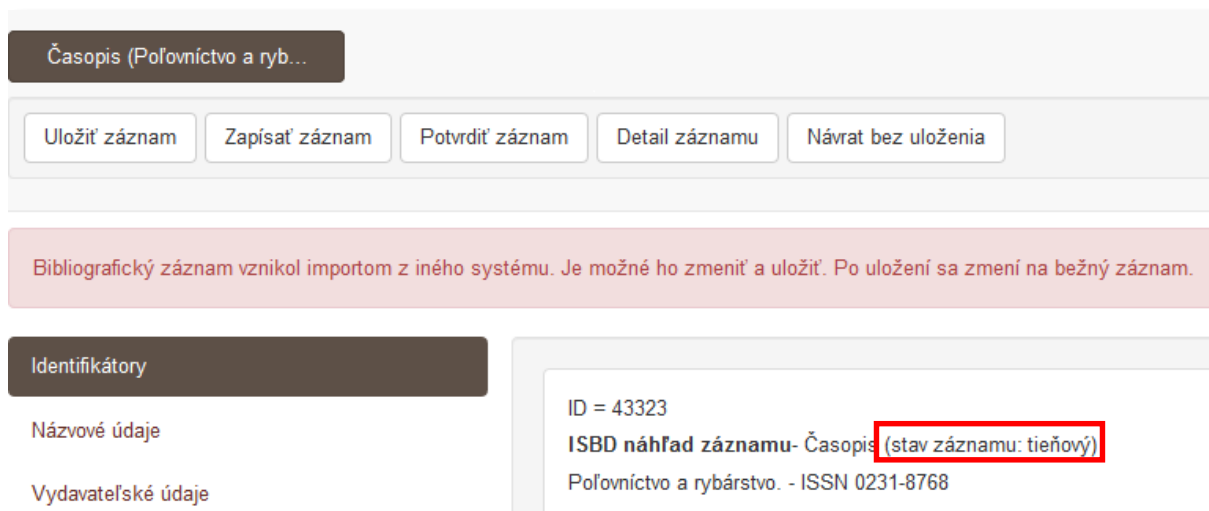 Časopis (Poľovníctvo a ryb...
Uložiť záznam Zapísať záznam Potvrdiť záznam Detail záznamu Návrat bez uloženia
Bibliografický záznam vznikol importom z iného systému. Je možné ho zmeniť a uložiť. Po uložení sa zmení na bežný záznam.
Identifikátory
Názvové údaje
Vydavateľské údaje
ID = 43323
ISBD náhľad záznamu- Časopis (stav záznamu: tieňový)
Poľovníctvo a rybárstvo. - ISSN 0231-8768